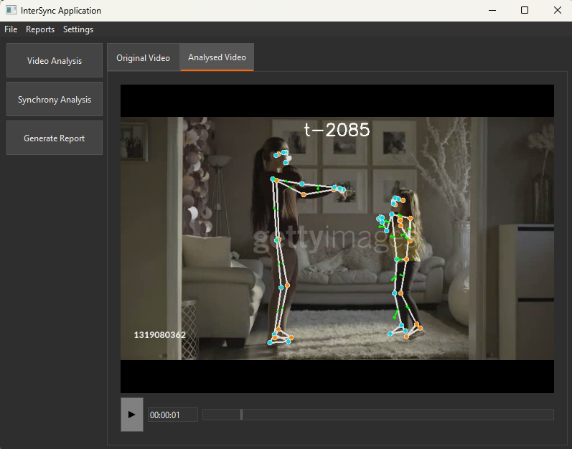 InterSync Application
File Reports Settings
Video Analysis
Synchrony Analysis
Generate Report
Original Video Analysed Video
t-2085
gettyimages
1319080362
00:00:01